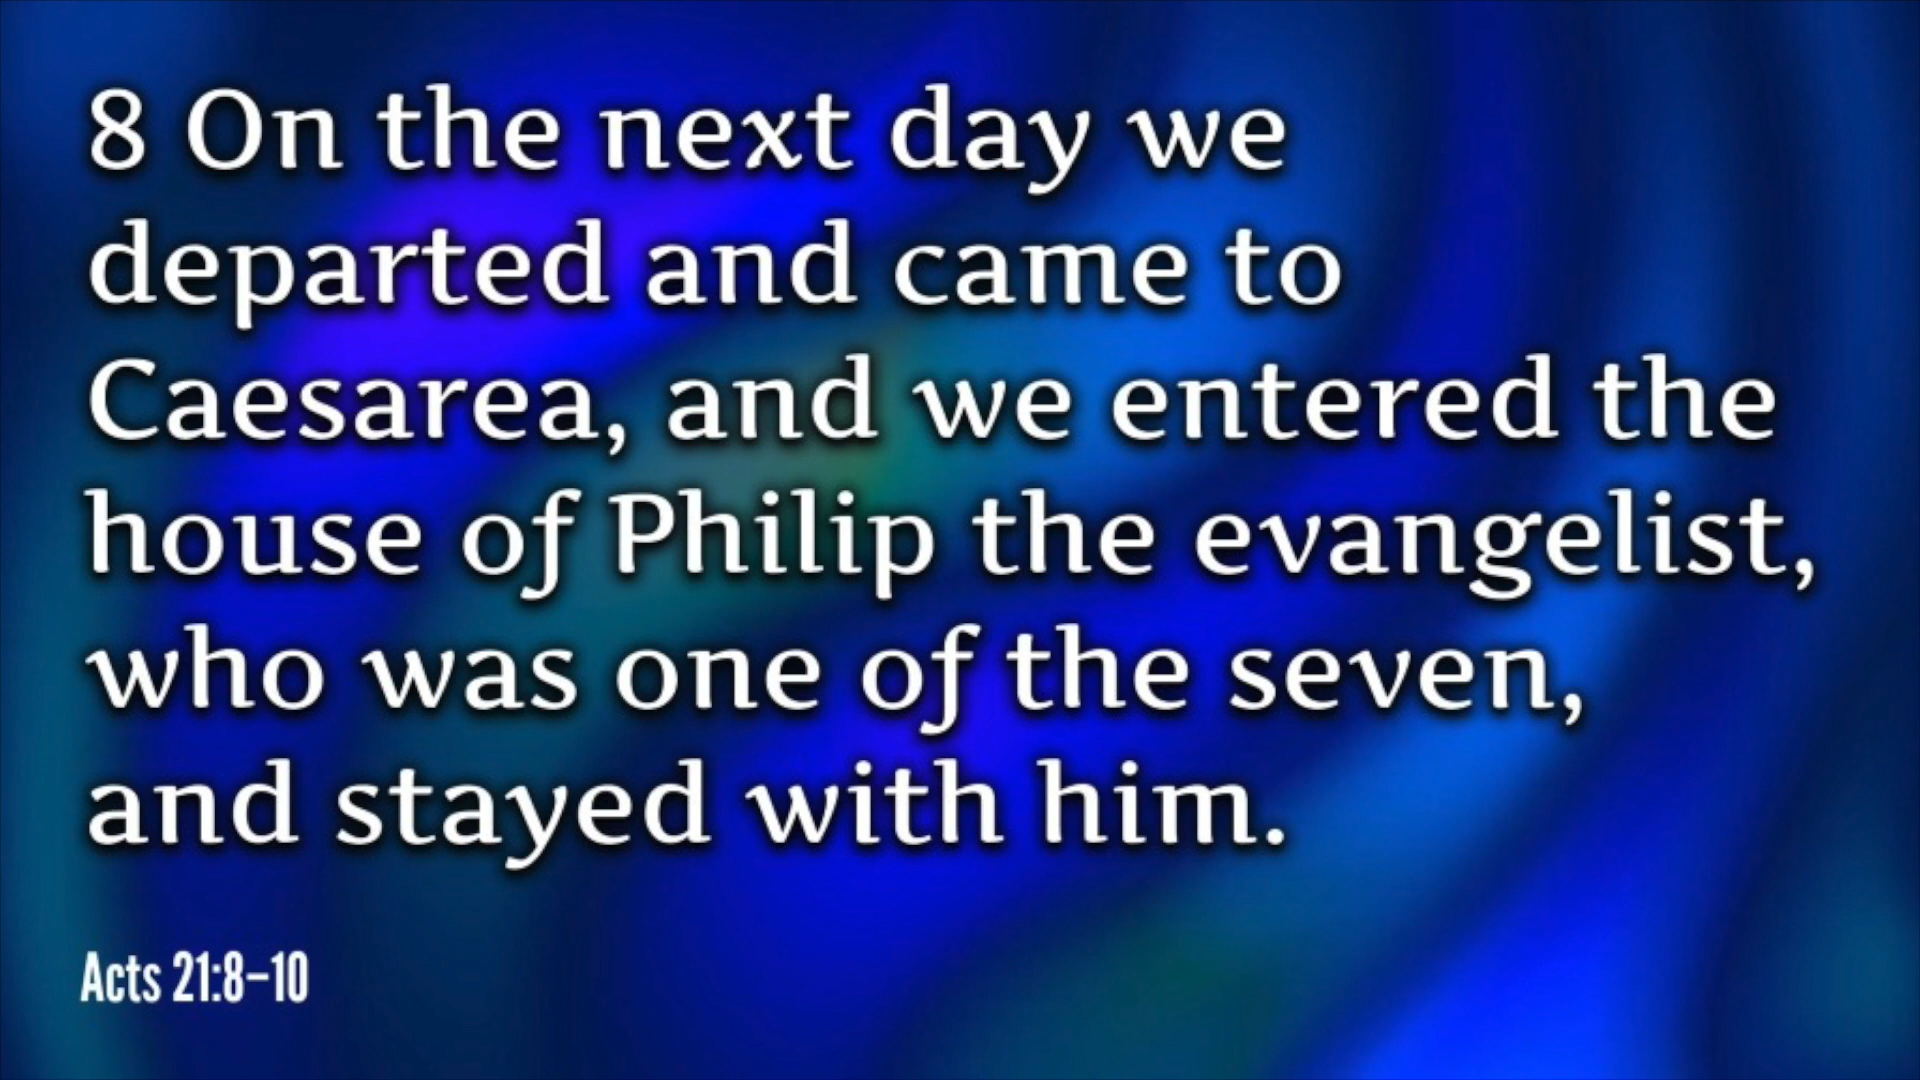 8 On the next day we
departed and came to
Caesarea, and we entered the
house of Philip the evangelist,
who was one of the seven,
and stayed with him.
Acts 21:8–10